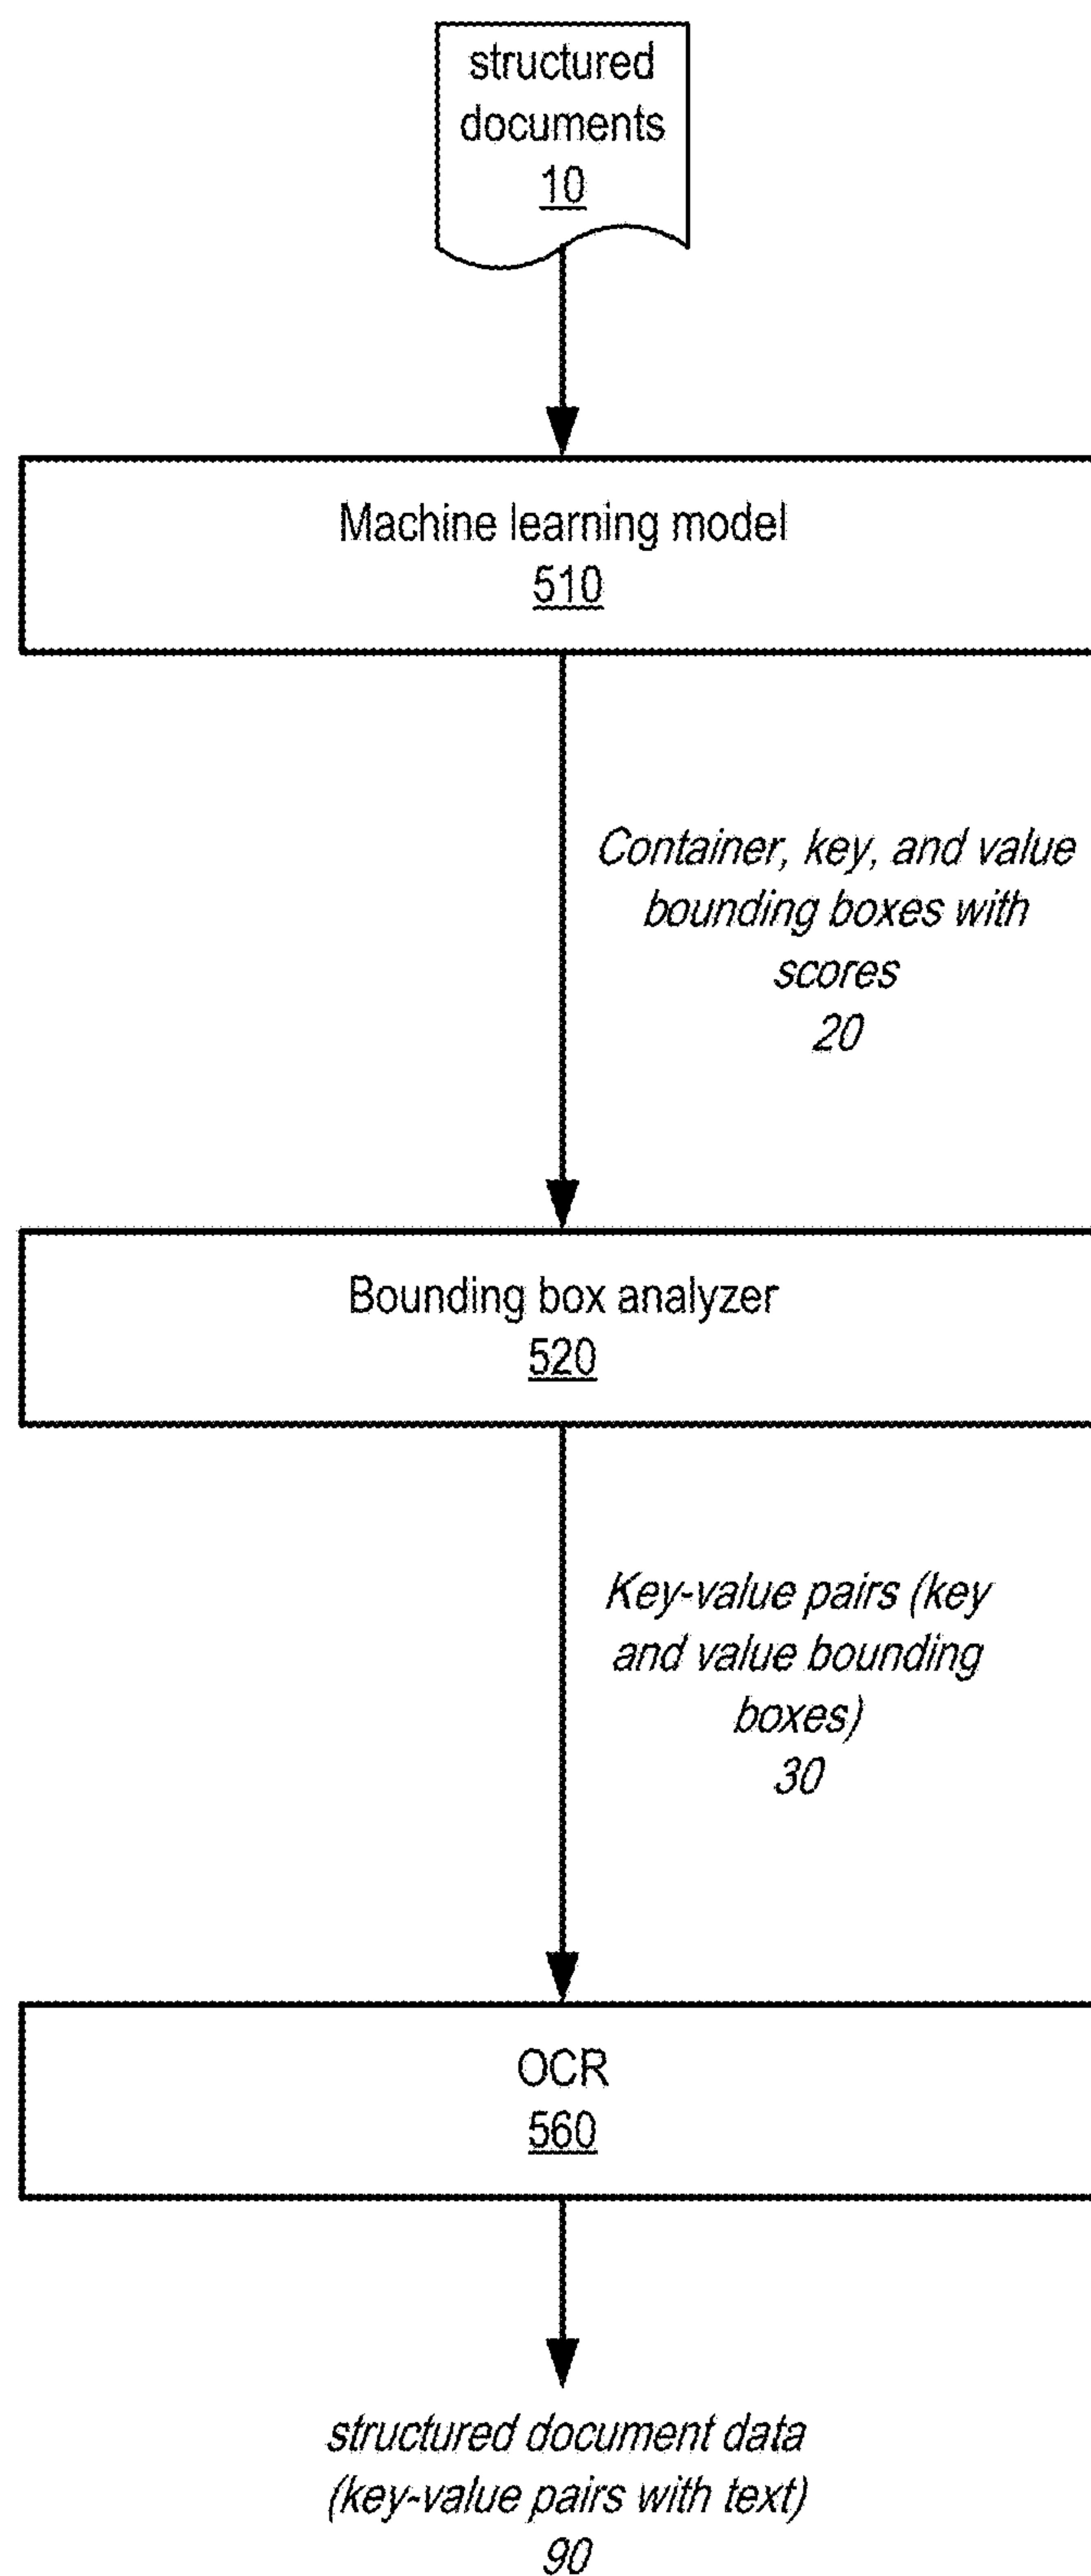 structured
documents
10
Machine learning model
510
Container, key, and value
bounding boxes with
scores
20
Bounding box analyzer
520
Key-value pairs (key
and value bounding
boxes)
30
OCR
560
structured document data
(key-value pairs with text)
90